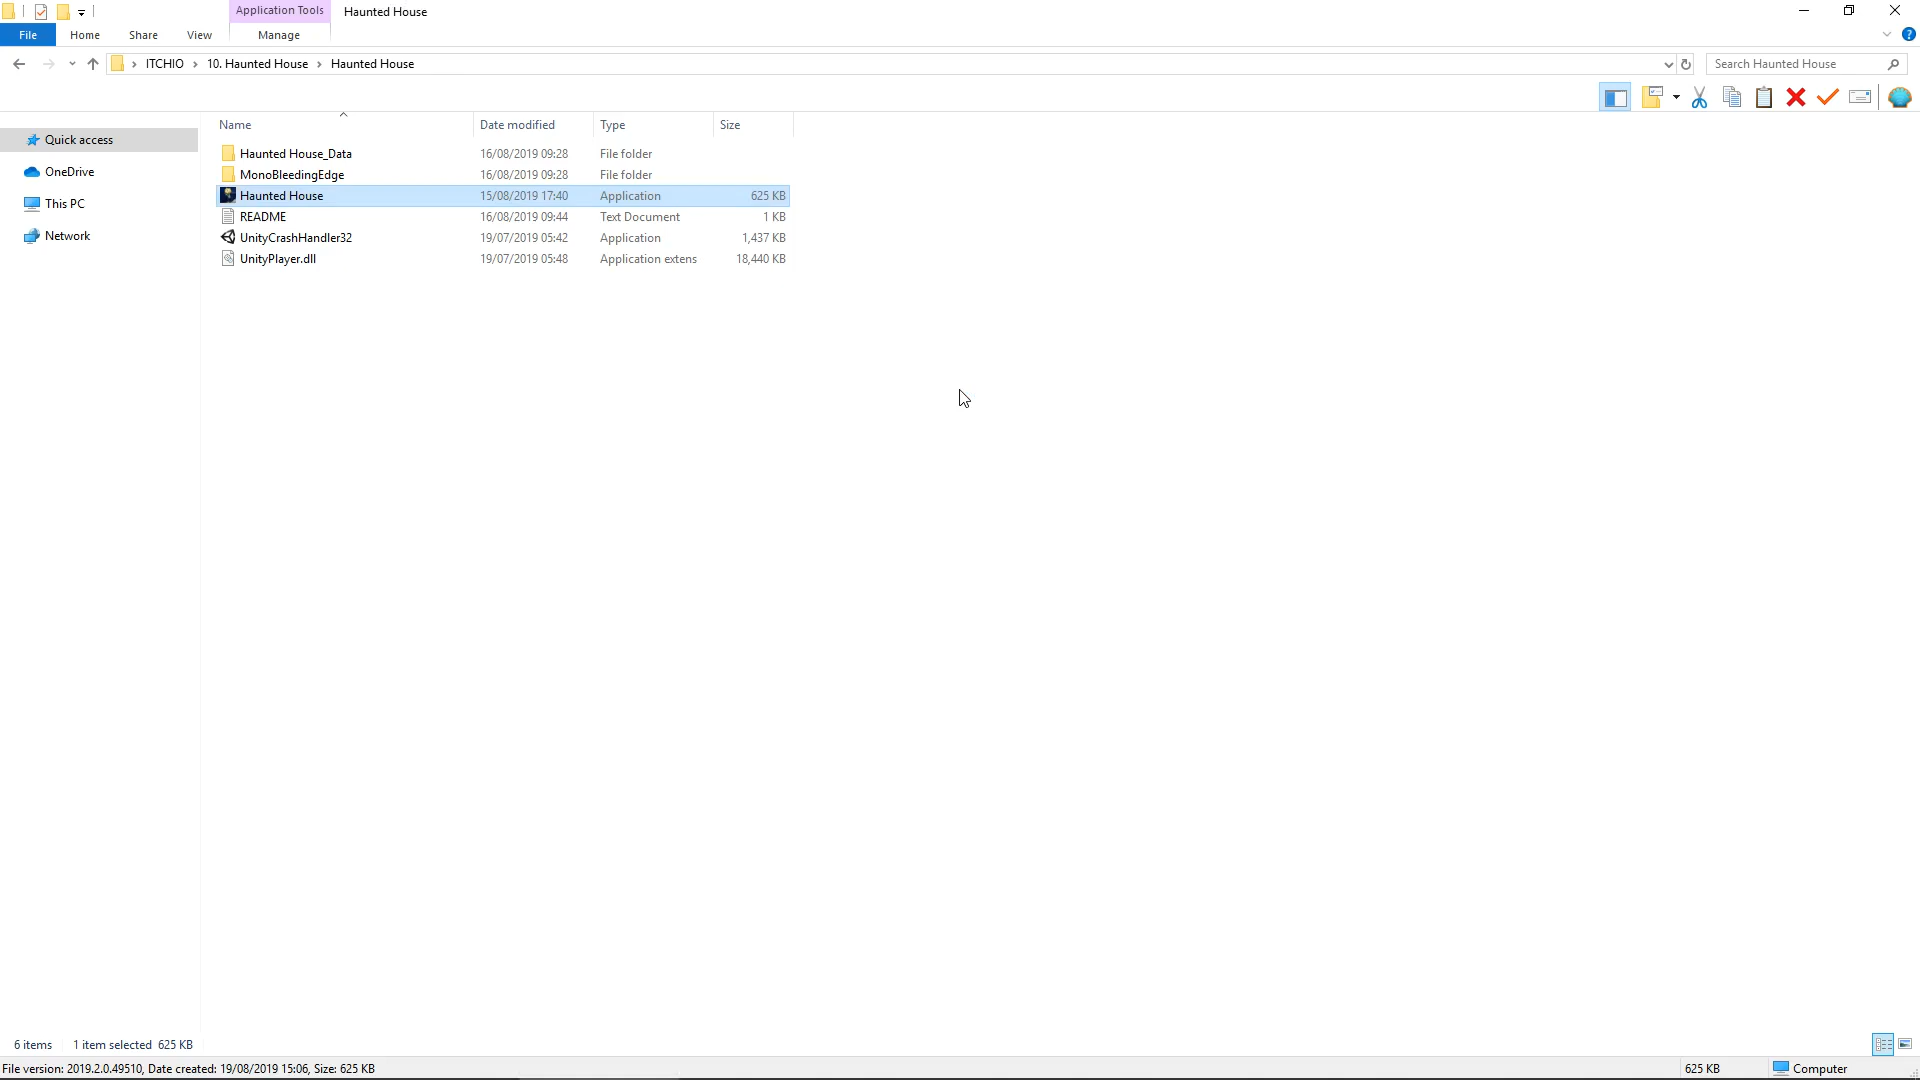 Application Tools
Haunted House
File
Home
Share
View
Manage
ITCHIO
10. Haunted House
Haunted House
Search Haunted House
Name
Date modified
Type
Size
Quick access
OneDrive
This PC
Network
Haunted House_Data 16/08/2019 09:28 File folder
MonoBleedingEdge 16/08/2019 09:28 File folder
Haunted House 15/08/2019 17:40 Application 625 KB
README 16/08/2019 09:44 Text Document 1 KB
UnityCrashHandler32 19/07/2019 05:42 Application 1,437 KB
UnityPlayer.dll 19/07/2019 05:48 Application extens 18,440 KB
6 items 1 item selected 625 KB
File version: 2019.2.0.49510, Date created: 19/08/2019 15:06, Size: 625 KB
625 KB
Computer